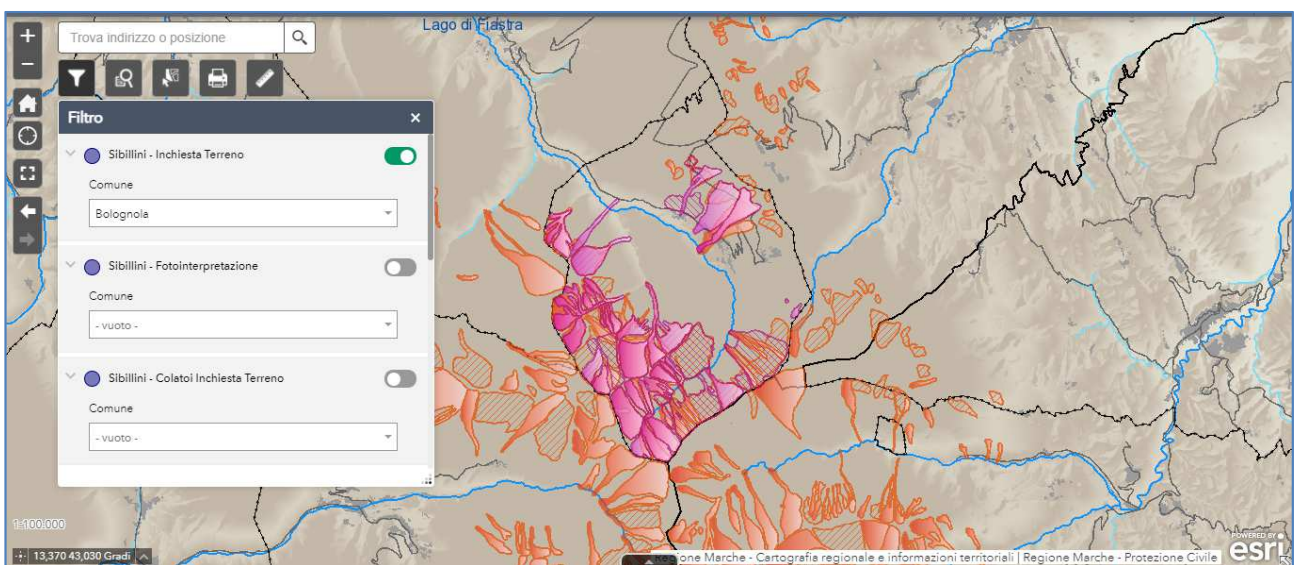 Lago di Fiastra
Trova indirizzo o posizione
Filtro
Sibillini - Inchiesta Terreno
Comune
Bolognola
Sibillini - Fotointerpretazione
Comune
- vuoto -
Sibillini - Colatoi Inchiesta Terreno
Comune
- vuoto -
1:100.000
13,370 43,030 Gradi
one Marche - Cartografia regionale e informazioni territoriali | Regione Marche - Protezione Civile
POWERED BY
esri